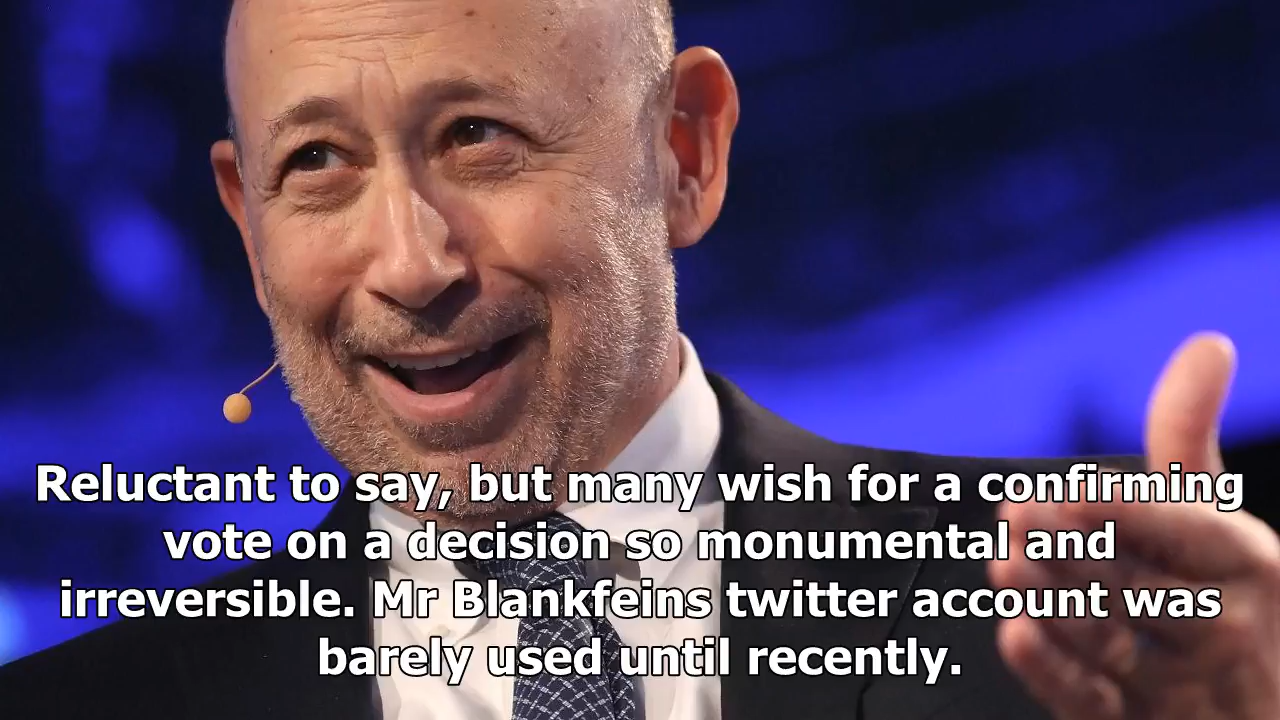 Reluctant to say, but many wish for a confirming
vote on a decision so monumental and
irreversible. Mr Blankfeins twitter account was
barely used until recently.